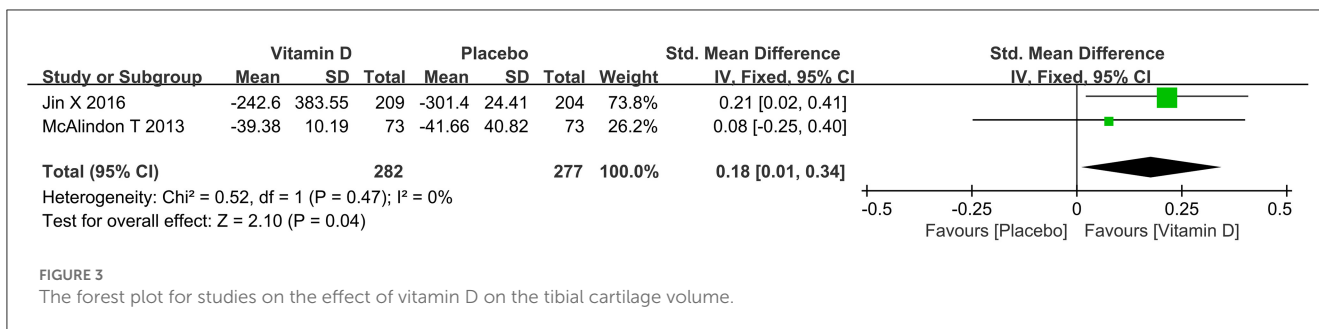 Vitamin D Placebo Std. Mean Difference Std. Mean Difference
Study or Subgroup Mean SD Total Mean SD Total Weight IV, Fixed, 95% CI IV, Fixed, 95% CI
Jin X 2016 -242.6 383.55 209 -301.4 24.41 204 73.8% 0.21 [0.02, 0.41]
McAlindon T 2013 -39.38 10.19 73 -41.66 40.82 73 26.2% 0.08 [-0.25, 0.40]
Total (95% CI) 282 277 100.0% 0.18 [0.01, 0.34]
Heterogeneity: Chi² = 0.52, df = 1 (P = 0.47); I² = 0%
Test for overall effect: Z = 2.10 (P = 0.04)
-0.5 -0.25 0 0.25 0.5
Favours [Placebo] Favours [Vitamin D]
FIGURE 3
The forest plot for studies on the effect of vitamin D on the tibial cartilage volume.